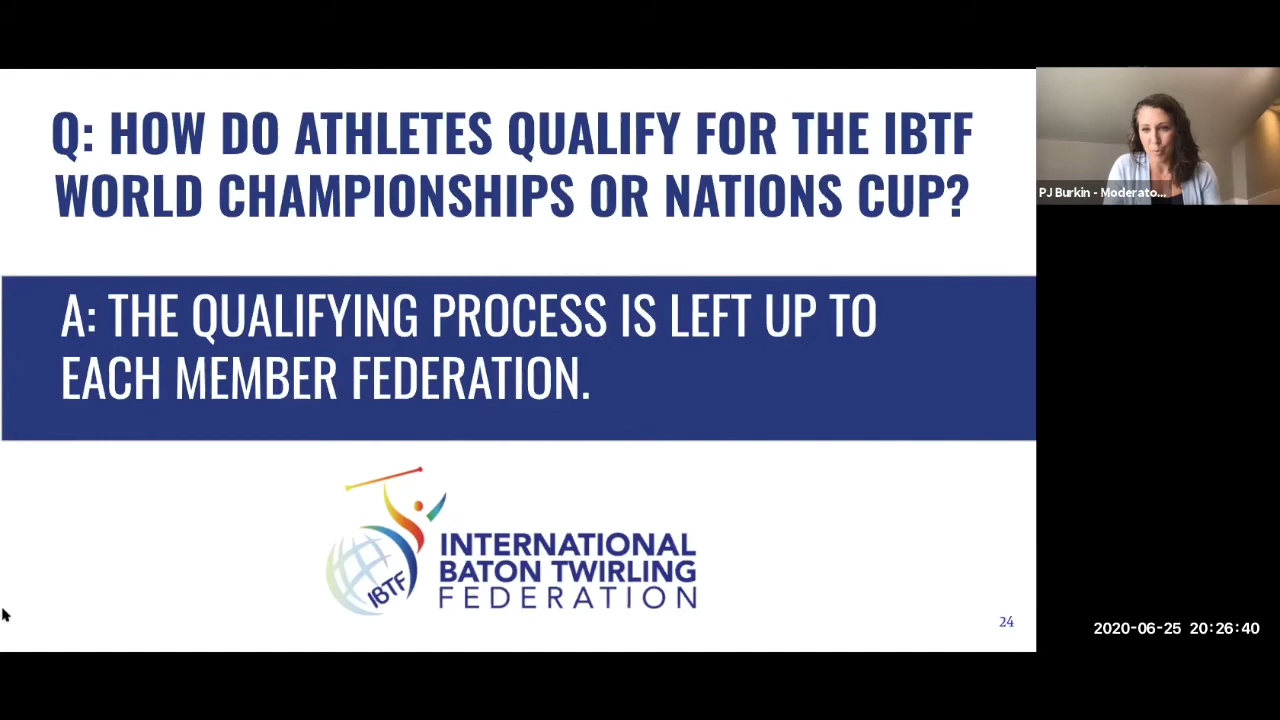 Q: HOW DO ATHLETES QUALIFY FOR THE IBTF
WORLD CHAMPIONSHIPS OR NATIONS CUP?
A: THE QUALIFYING PROCESS IS LEFT UP TO
EACH MEMBER FEDERATION.
IBTF
INTERNATIONAL
BATON TWIRLING
FEDERATION
24
PJ Burkin - Moderato...
2020-06-25 20:26:40